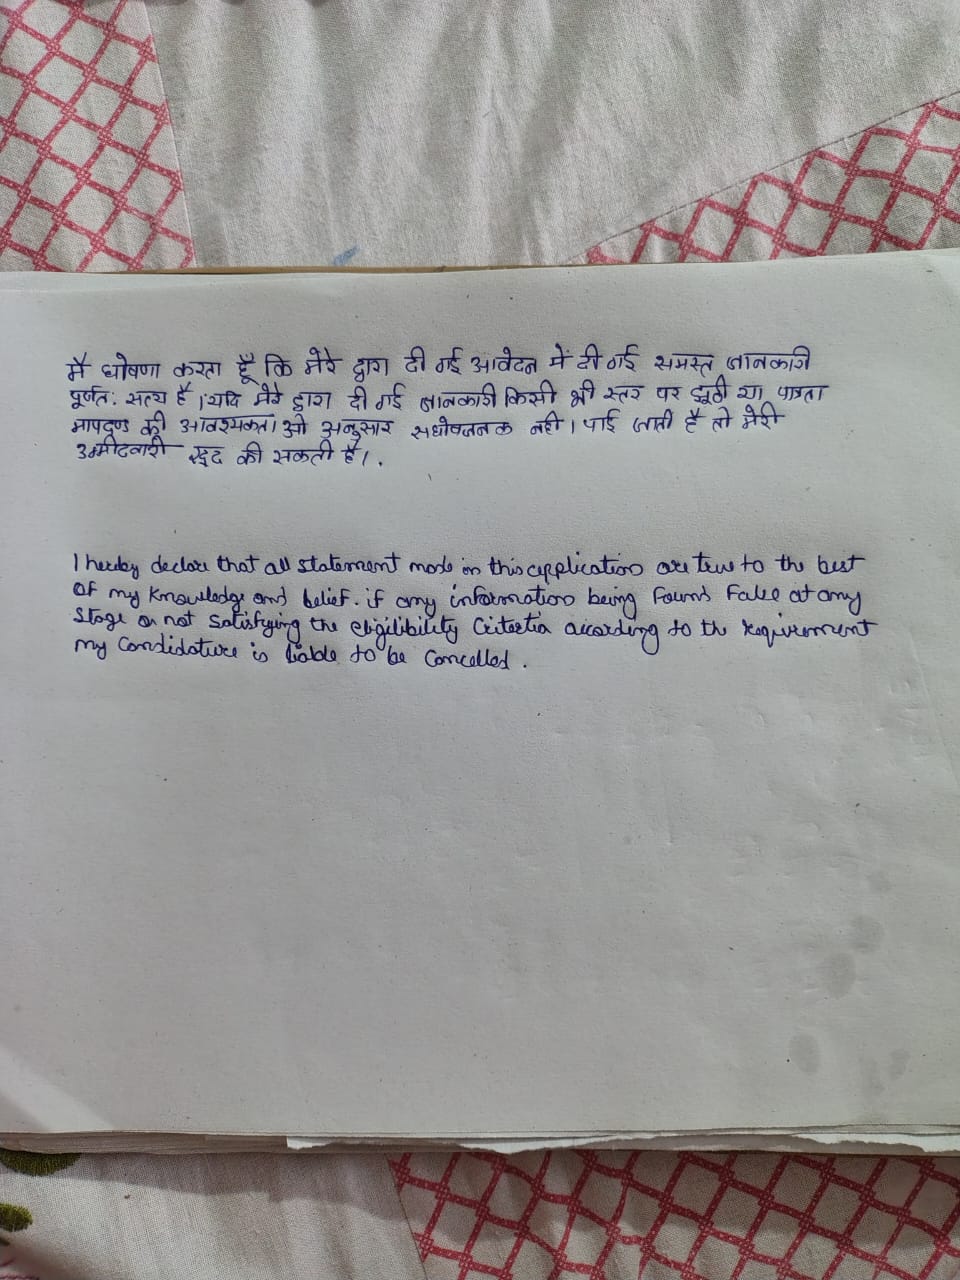 मै घोषणा करता हूँ कि मेरे द्वारा दी गई आवेदन में दी गई समस्त जानकारी
पूर्णत: सत्य है । यदि मेरे द्वारा दी गई जानकारी किसी भी स्तर पर झूठी या पात्रता
मापदण्ड की आवश्यकता ओ अनुसार सधोषजनक नही । पाई जाती है तो मेरी
उम्मीदवारी रद्द की सकती है । .
I hereby declare that all statement made in this application are true to the best
of my knowledge and belief. if any information being found false at any
stage or not satisfying the eligilibility Criteria according to the requirement
my Candidature is liable to be Cancelled .